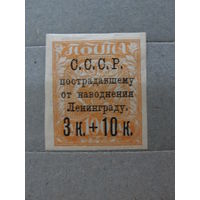 ПОЧТА
С.С.С.Р.
пострадавшему
от наводнения
Ленинграду.
3 к. + 10 к.